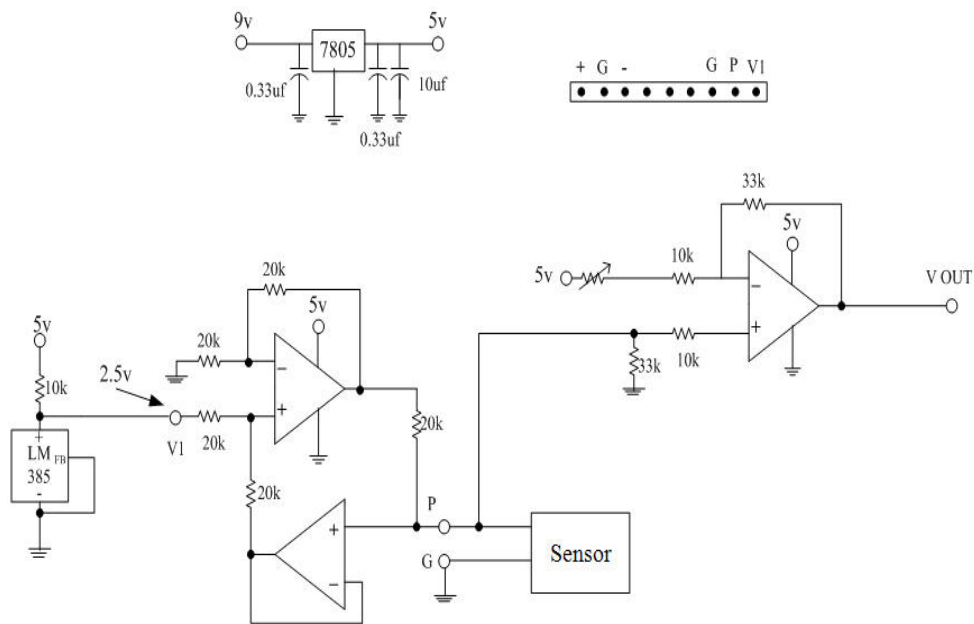 9v
7805
5v
0.33uf
10uf
0.33uf
+ G - G P V1
33k
5v
10k
5v
−
+
V OUT
10k
33k
20k
5v
20k
−
5v
10k
2.5v
+
V1
20k
20k
+
LM FB
385
-
20k
P
+
−
G
Sensor